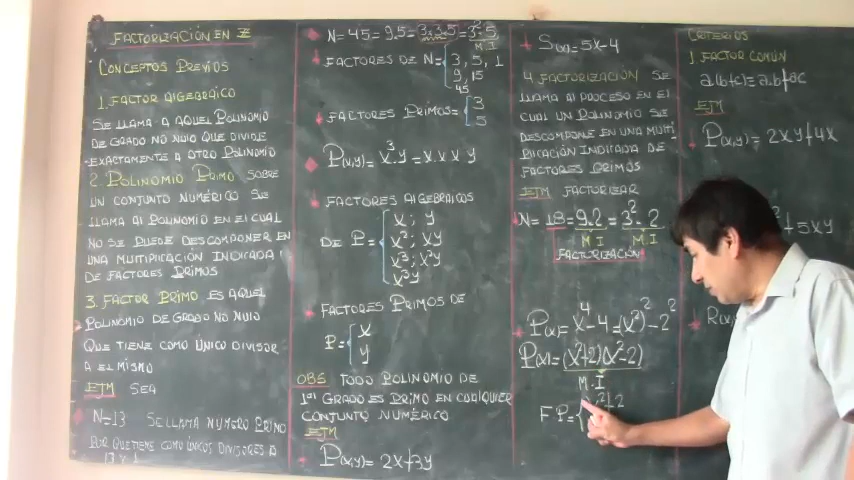 FACTORIZACIÓN EN Z
CONCEPTOS PREVIOS
1. FACTOR ALGEBRAICO
SE LLAMA A AQUEL POLINOMIO
DE GRADO NO NULO QUE DIVIDE
EXACTAMENTE A OTRO POLINOMIO
2. POLINOMIO PRIMO SOBRE
UN CONJUNTO NUMÉRICO SE
LLAMA AL POLINOMIO EN EL CUAL
NO SE PUEDE DESCOMPONER EN
UNA MULTIPLICACIÓN INDICADA
DE FACTORES PRIMOS
3. FACTOR PRIMO ES AQUEL
POLINOMIO DE GRADO NO NULO
QUE TIENE COMO ÚNICO DIVISOR
A EL MISMO
EJM SEA
N=13 SE LLAMA NUMERO PRIMO
POR QUE TIENE COMO ÚNICOS DIVISORES A
13 y 1
N=45=9.5=3.3.5=3².5
M.I
FACTORES DE N= { 3, 5, 1
9, 15
45
FACTORES PRIMOS= { 3
5
P(x,y)=x³.y=x.x.x.y
FACTORES ALGEBRAICOS
DE P= { x; y
x²; xy
x³; x²y
x³y
FACTORES PRIMOS DE
P= { x
y
OBS TODO POLINOMIO DE
1er GRADO ES PRIMO EN CUALQUIER
CONJUNTO NUMÉRICO
EJM
P(x,y)=2x+3y
S(x)=5x-4
4. FACTORIZACIÓN SE
LLAMA AL PROCESO EN EL
CUAL UN POLINOMIO SE
DESCOMPONE EN UNA MULTI-
PLICACIÓN INDICADA DE
FACTORES PRIMOS
EJM FACTORIZAR
N=18=9.2=3².2
M.I M.I
FACTORIZACIÓN
P(x)=x⁴-4=(x²)²-2²
P(x)=(x²+2)(x²-2)
M.I
FP= { x²+2
CRITERIOS
1. FACTOR COMÚN
a(b+c)=a.b+ac
EJM
P(x,y)=2xy+4x
²+5xy
R(x,